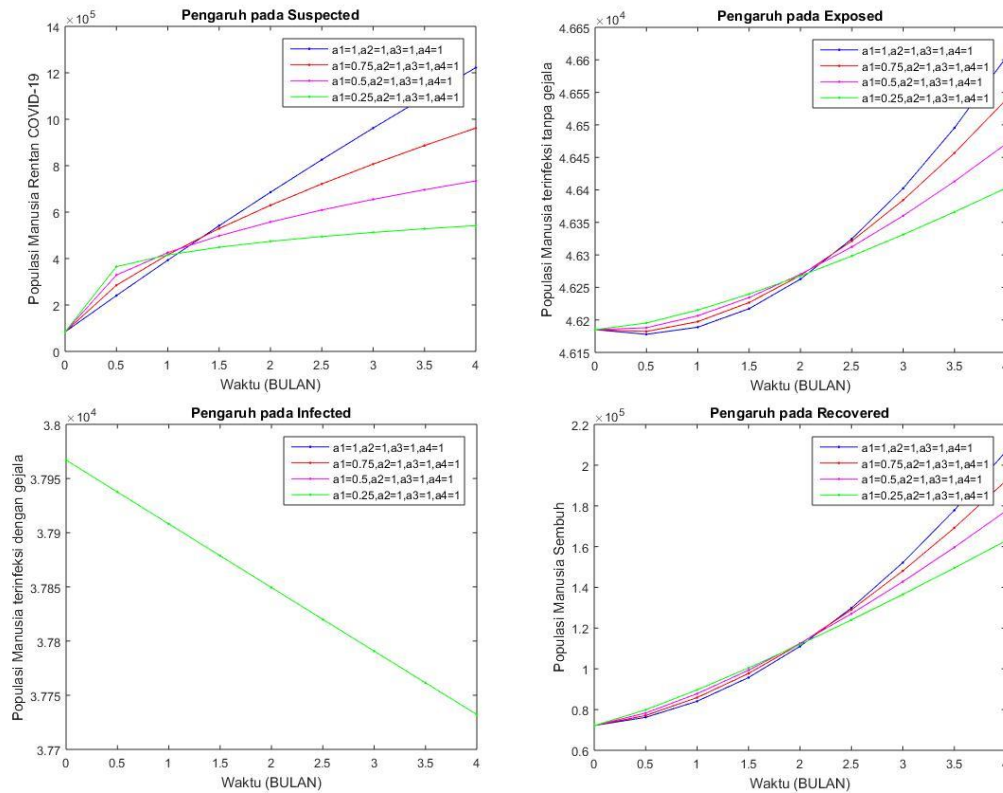 Pengaruh pada Suspected
×10⁵
14
12
10
8
6
4
2
0
Populasi Manusia Rentan COVID-19
a1=1,a2=1,a3=1,a4=1
a1=0.75,a2=1,a3=1,a4=1
a1=0.5,a2=1,a3=1,a4=1
a1=0.25,a2=1,a3=1,a4=1
0 0.5 1 1.5 2 2.5 3 3.5 4
Waktu (BULAN)
Pengaruh pada Exposed
×10⁴
4.665
4.66
4.655
4.65
4.645
4.64
4.635
4.63
4.625
4.62
4.615
Populasi Manusia terinfeksi tanpa gejala
a1=1,a2=1,a3=1,a4=1
a1=0.75,a2=1,a3=1,a4=1
a1=0.5,a2=1,a3=1,a4=1
a1=0.25,a2=1,a3=1,a4=1
0 0.5 1 1.5 2 2.5 3 3.5 4
Waktu (BULAN)
Pengaruh pada Infected
×10⁴
3.8
3.795
3.79
3.785
3.78
3.775
3.77
Populasi Manusia terinfeksi dengan gejala
a1=1,a2=1,a3=1,a4=1
a1=0.75,a2=1,a3=1,a4=1
a1=0.5,a2=1,a3=1,a4=1
a1=0.25,a2=1,a3=1,a4=1
0 0.5 1 1.5 2 2.5 3 3.5 4
Waktu (BULAN)
Pengaruh pada Recovered
×10⁵
2.2
2
1.8
1.6
1.4
1.2
1
0.8
0.6
Populasi Manusia Sembuh
a1=1,a2=1,a3=1,a4=1
a1=0.75,a2=1,a3=1,a4=1
a1=0.5,a2=1,a3=1,a4=1
a1=0.25,a2=1,a3=1,a4=1
0 0.5 1 1.5 2 2.5 3 3.5 4
Waktu (BULAN)